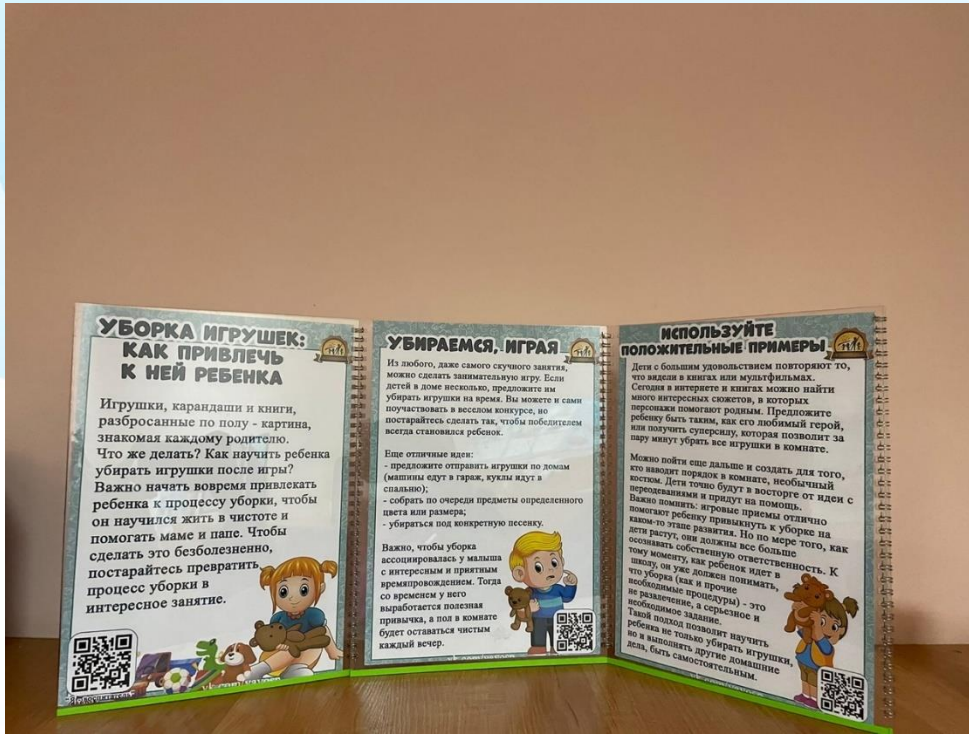 УБОРКА ИГРУШЕК:
КАК ПРИВЛЕЧЬ
К НЕЙ РЕБЕНКА
Игрушки, карандаши и книги,
разбросанные по полу - картина,
знакомая каждому родителю.
Что же делать? Как научить ребенка
убирать игрушки после игры?
Важно начать вовремя привлекать
ребенка к процессу уборки, чтобы
он научился жить в чистоте и
помогать маме и папе. Чтобы
сделать это безболезненно,
постарайтесь превратить
процесс уборки в
интересное занятие.
УБИРАЕМСЯ, ИГРАЯ
Из любого, даже самого скучного занятия,
можно сделать занимательную игру. Если
детей в доме несколько, предложите им
убирать игрушки на время. Вы можете и сами
поучаствовать в веселом конкурсе, но
постарайтесь сделать так, чтобы победителем
всегда становился ребенок.
Еще отличные идеи:
- предложите отправить игрушки по домам
(машины едут в гараж, куклы идут в
спальню);
- собрать по очереди предметы определенного
цвета или размера;
- убираться под конкретную песенку.
Важно, чтобы уборка
ассоциировалась у малыша
с интересным и приятным
времяпровождением. Тогда
со временем у него
выработается полезная
привычка, а пол в комнате
будет оставаться чистым
каждый вечер.
ИСПОЛЬЗУЙТЕ
ПОЛОЖИТЕЛЬНЫЕ ПРИМЕРЫ
Дети с большим удовольствием повторяют то,
что видели в книгах или мультфильмах.
Сегодня в интернете и книгах можно найти
много интересных сюжетов, в которых
персонажи помогают родным. Предложите
ребенку быть таким, как его любимый герой,
или получить суперсилу, которая позволит за
пару минут убрать все игрушки в комнате.
Можно пойти еще дальше и создать для того,
кто наводит порядок в комнате, необычный
костюм. Дети точно будут в восторге от идеи с
переодеваниями и придут на помощь.
Важно помнить: игровые приемы отлично
помогают ребенку привыкнуть к уборке на
каком-то этапе развития. Но по мере того, как
дети растут, они должны все больше
осознавать собственную ответственность. К
тому моменту, как ребенок идет в
школу, он уже должен понимать,
что уборка (как и прочие
необходимые процедуры) - это
не развлечение, а серьезное и
необходимое задание.
Такой подход позволит научить
ребенка не только убирать игрушки,
но и выполнять другие домашние
дела, быть самостоятельным.